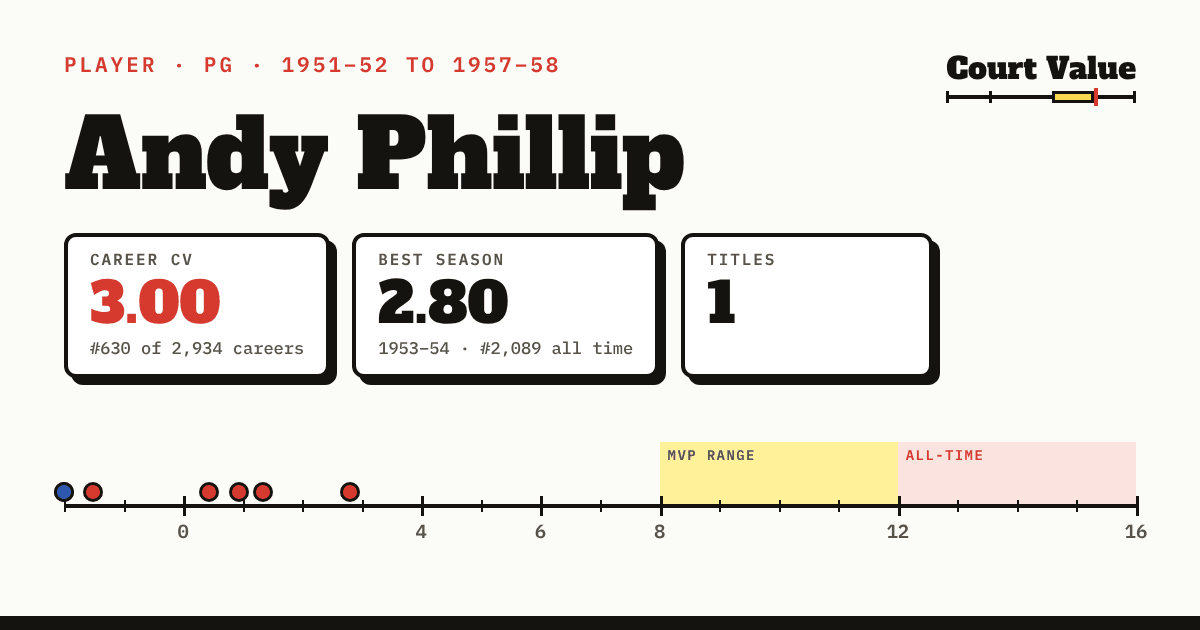 PLAYER · PG · 1951–52 TO 1957–58
Court Value
Andy Phillip
CAREER CV
3.00
#630 of 2,934 careers
BEST SEASON
2.80
1953–54 · #2,089 all time
TITLES
1
MVP RANGE
ALL-TIME
0 4 6 8 12 16